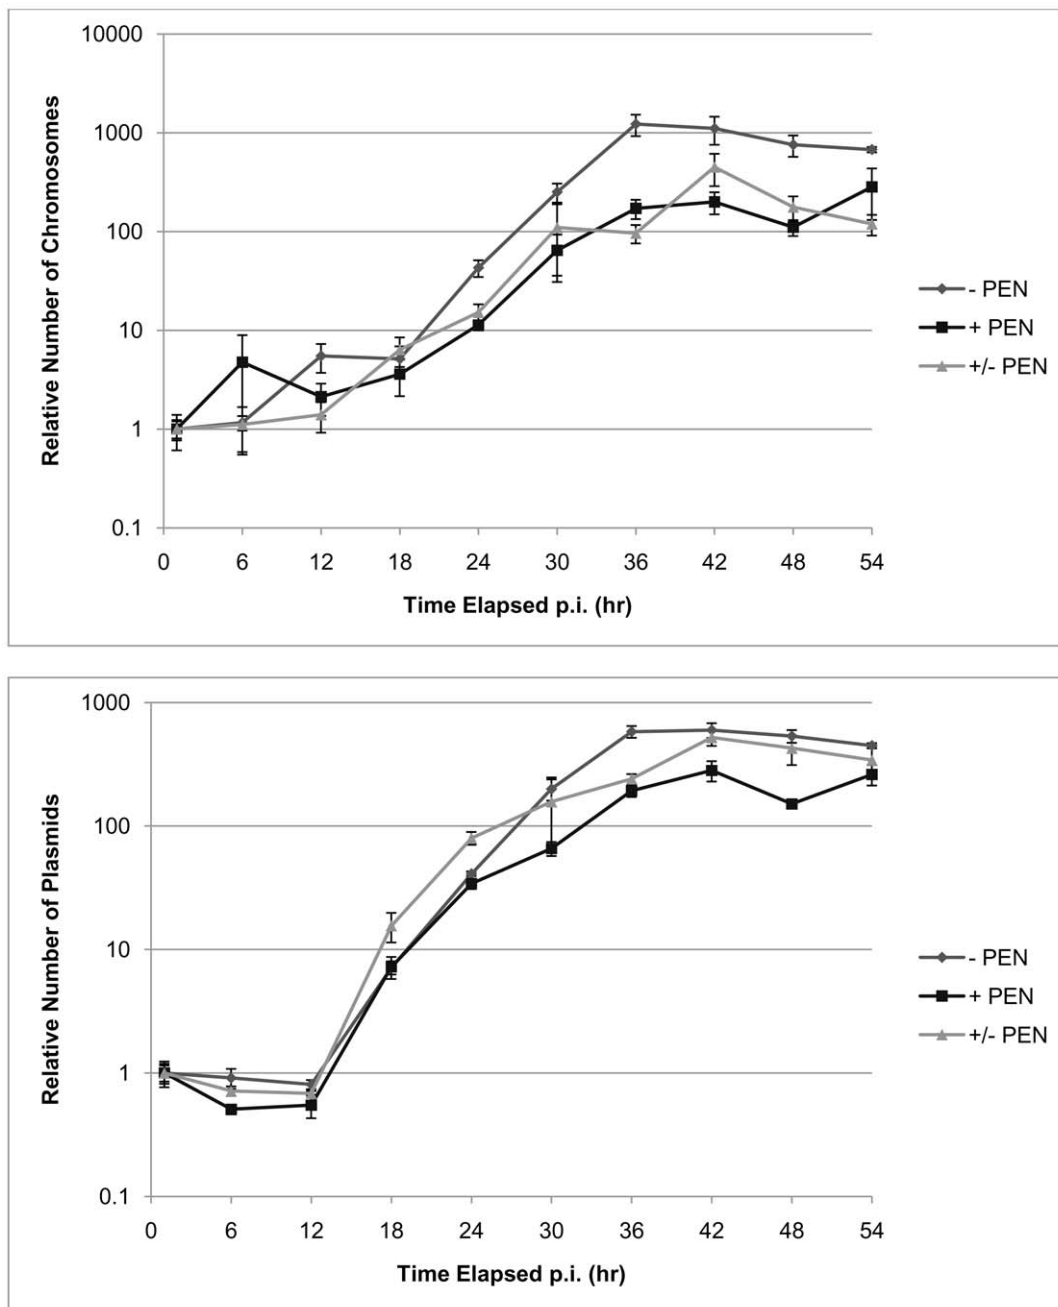 10000
1000
100
10
1
0.1
Relative Number of Chromosomes
0 6 12 18 24 30 36 42 48 54
Time Elapsed p.i. (hr)
- PEN
+ PEN
+/- PEN
1000
100
10
1
0.1
Relative Number of Plasmids
0 6 12 18 24 30 36 42 48 54
Time Elapsed p.i. (hr)
- PEN
+ PEN
+/- PEN